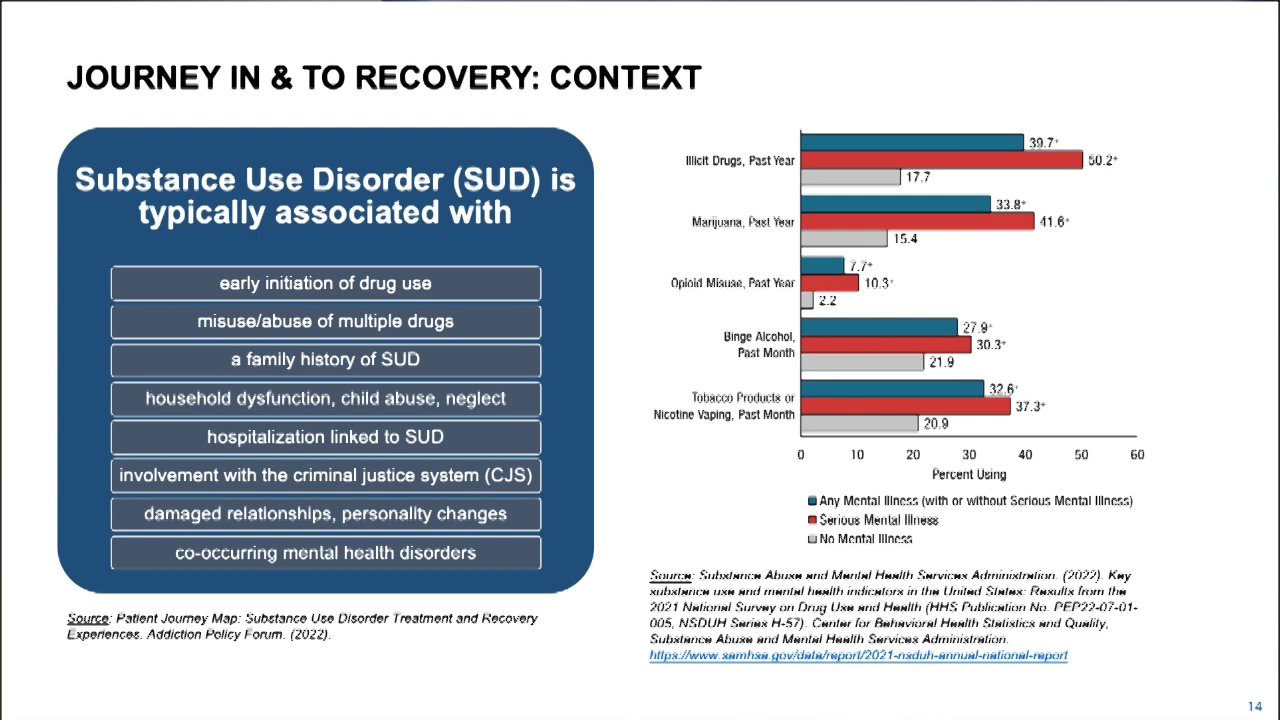 JOURNEY IN & TO RECOVERY: CONTEXT
Substance Use Disorder (SUD) is
typically associated with
early initiation of drug use
misuse/abuse of multiple drugs
a family history of SUD
household dysfunction, child abuse, neglect
hospitalization linked to SUD
involvement with the criminal justice system (CJS)
damaged relationships, personality changes
co-occurring mental health disorders
Source: Patient Journey Map: Substance Use Disorder Treatment and Recovery
Experiences. Addiction Policy Forum. (2022).
Illicit Drugs, Past Year
39.7+
50.2+
17.7
Marijuana, Past Year
33.8+
41.6+
15.4
Opioid Misuse, Past Year
7.7+
10.3+
2.2
Binge Alcohol,
Past Month
27.9+
30.3+
21.9
Tobacco Products or
Nicotine Vaping, Past Month
32.6+
37.3+
20.9
0 10 20 30 40 50 60
Percent Using
Any Mental Illness (with or without Serious Mental Illness)
Serious Mental Illness
No Mental Illness
Source: Substance Abuse and Mental Health Services Administration. (2022). Key
substance use and mental health indicators in the United States: Results from the
2021 National Survey on Drug Use and Health (HHS Publication No. PEP22-07-01-
005, NSDUH Series H-57). Center for Behavioral Health Statistics and Quality,
Substance Abuse and Mental Health Services Administration.
https://www.samhsa.gov/data/report/2021-nsduh-annual-national-report
14